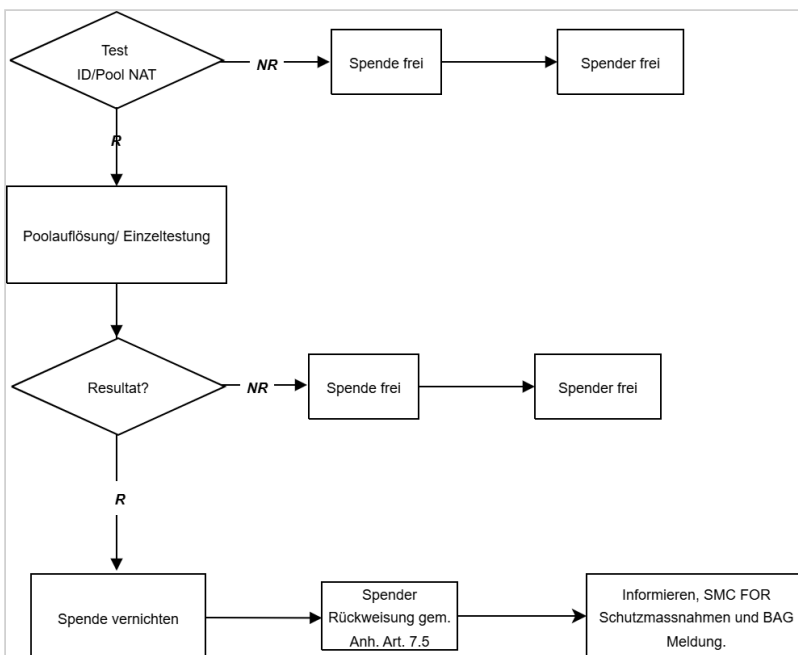 Test
ID/Pool NAT
NR
Spende frei
Spender frei
R
Poolauflösung/ Einzeltestung
Resultat?
NR
Spende frei
Spender frei
R
Spende vernichten
Spender
Rückweisung gem.
Anh. Art. 7.5
Informieren, SMC FOR
Schutzmassnahmen und BAG
Meldung.